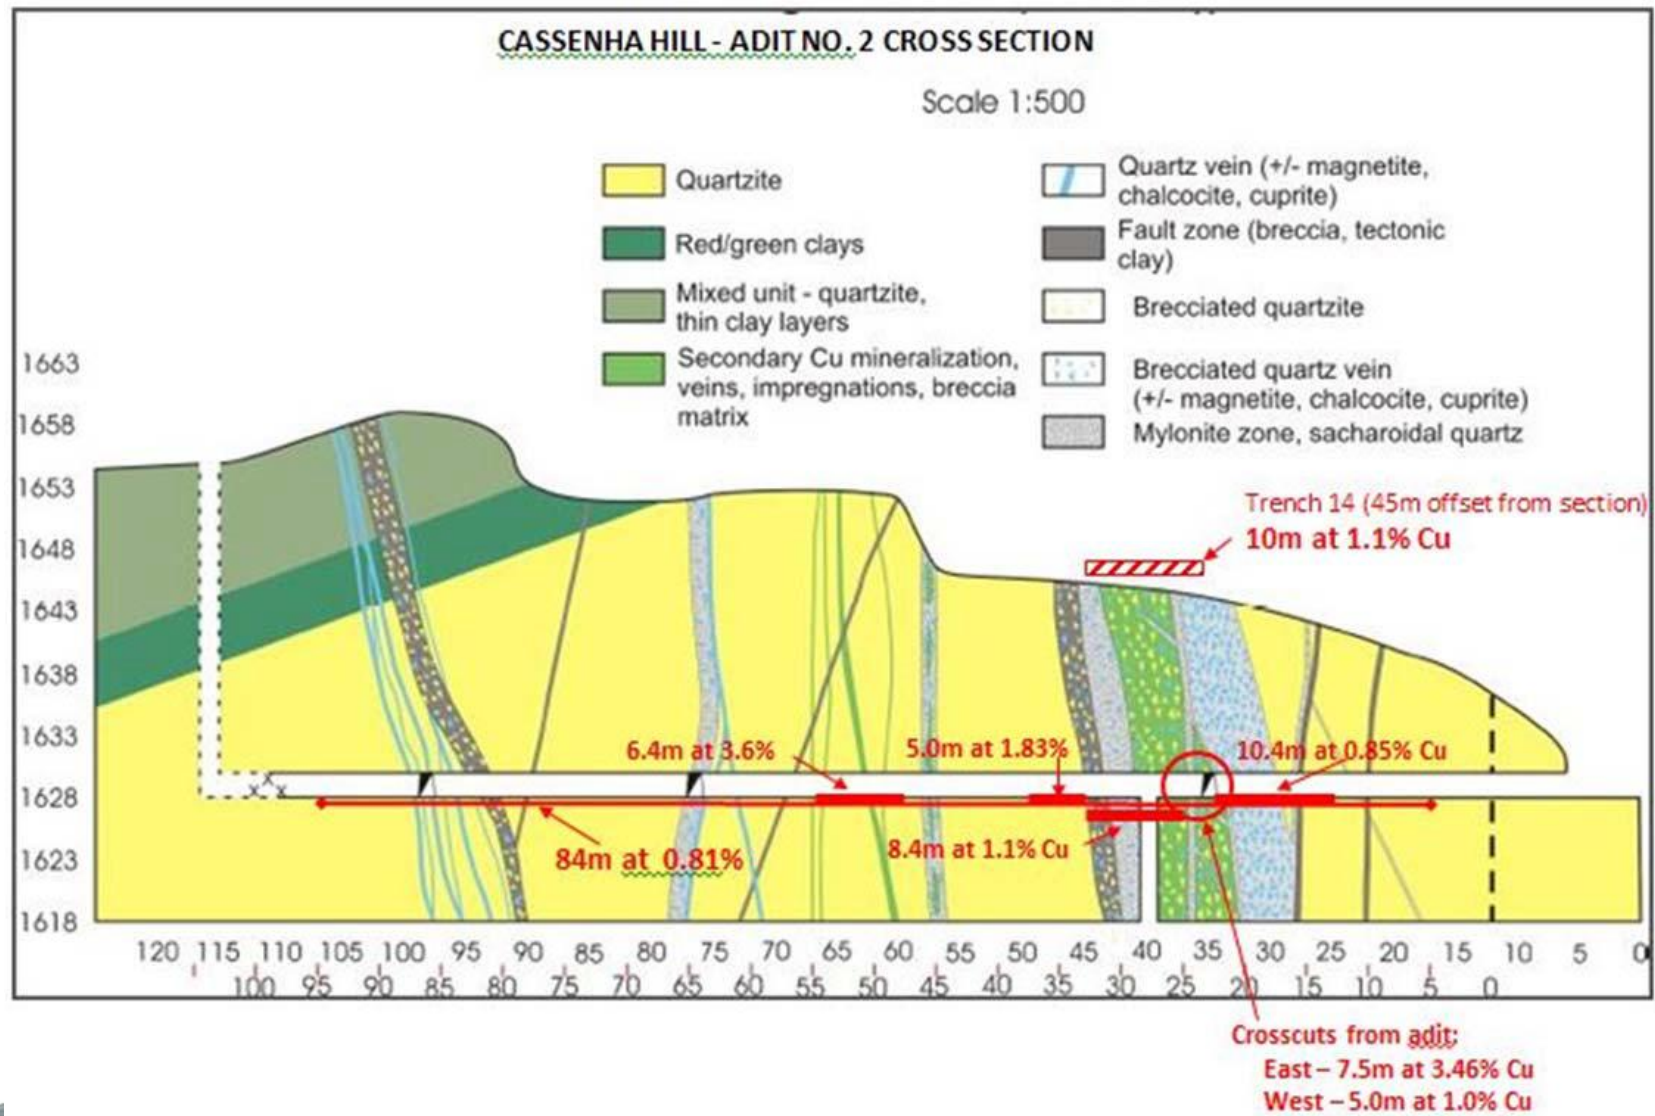 CASSENHA HILL - ADIT NO. 2 CROSS SECTION
Scale 1:500
Quartzite
Red/green clays
Mixed unit - quartzite,
thin clay layers
Secondary Cu mineralization,
veins, impregnations, breccia
matrix
Quartz vein (+/- magnetite,
chalcocite, cuprite)
Fault zone (breccia, tectonic
clay)
Brecciated quartzite
Brecciated quartz vein
(+/- magnetite, chalcocite, cuprite)
Mylonite zone, sacharoidal quartz
1663
1658
1653
1648
1643
1638
1633
1628
1623
1618
Trench 14 (45m offset from section)
10m at 1.1% Cu
6.4m at 3.6%
5.0m at 1.83%
10.4m at 0.85% Cu
84m at 0.81%
8.4m at 1.1% Cu
120 115 110 105 100 95 90 85 80 75 70 65 60 55 50 45 40 35 30 25 20 15 10 5 0
100 95 90 85 80 75 70 65 60 55 50 45 40 35 30 25 20 15 10 5 0
Crosscuts from adit:
East – 7.5m at 3.46% Cu
West – 5.0m at 1.0% Cu